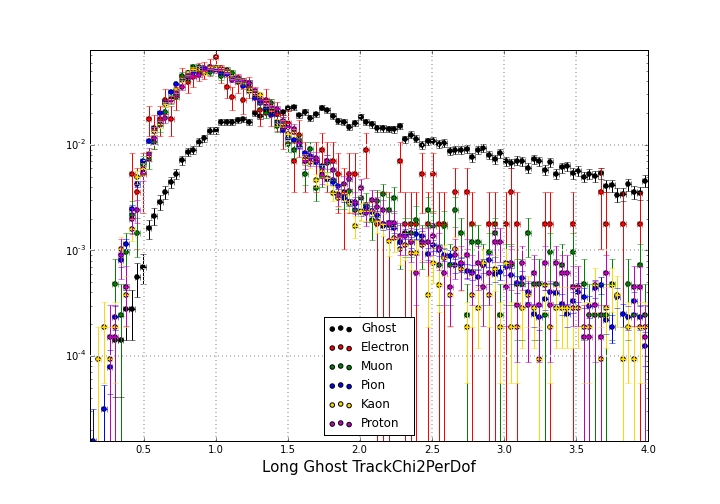 10⁻²
10⁻³
10⁻⁴
Ghost
Electron
Muon
Pion
Kaon
Proton
0.5 1.0 1.5 2.0 2.5 3.0 3.5 4.0
Long Ghost TrackChi2PerDof